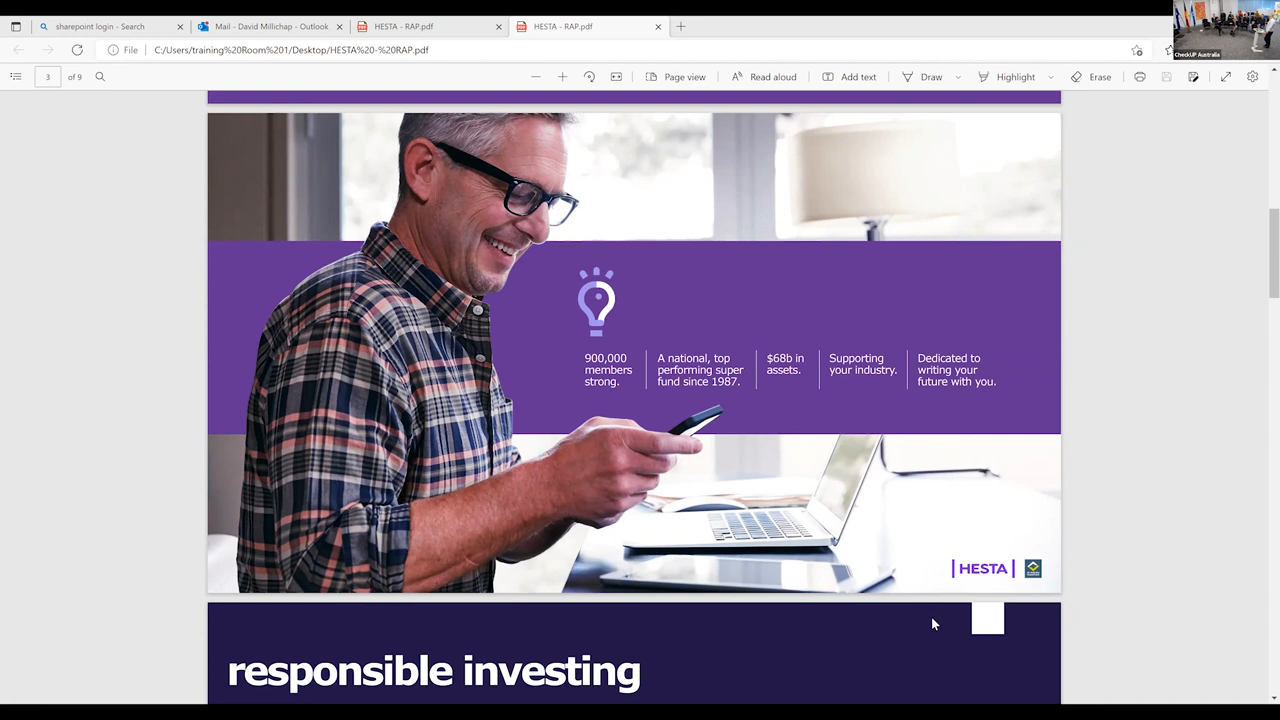 sharepoint login - Search
Mail - David Millichap - Outlook
HESTA - RAP.pdf
HESTA - RAP.pdf
File
C:/Users/training%20Room%201/Desktop/HESTA%20-%20RAP.pdf
3 of 9
Page view
Read aloud
Add text
Draw
Highlight
Erase
CheckUP Australia
900,000
members
strong.
A national, top
performing super
fund since 1987.
$68b in
assets.
Supporting
your industry.
Dedicated to
writing your
future with you.
HESTA
responsible investing